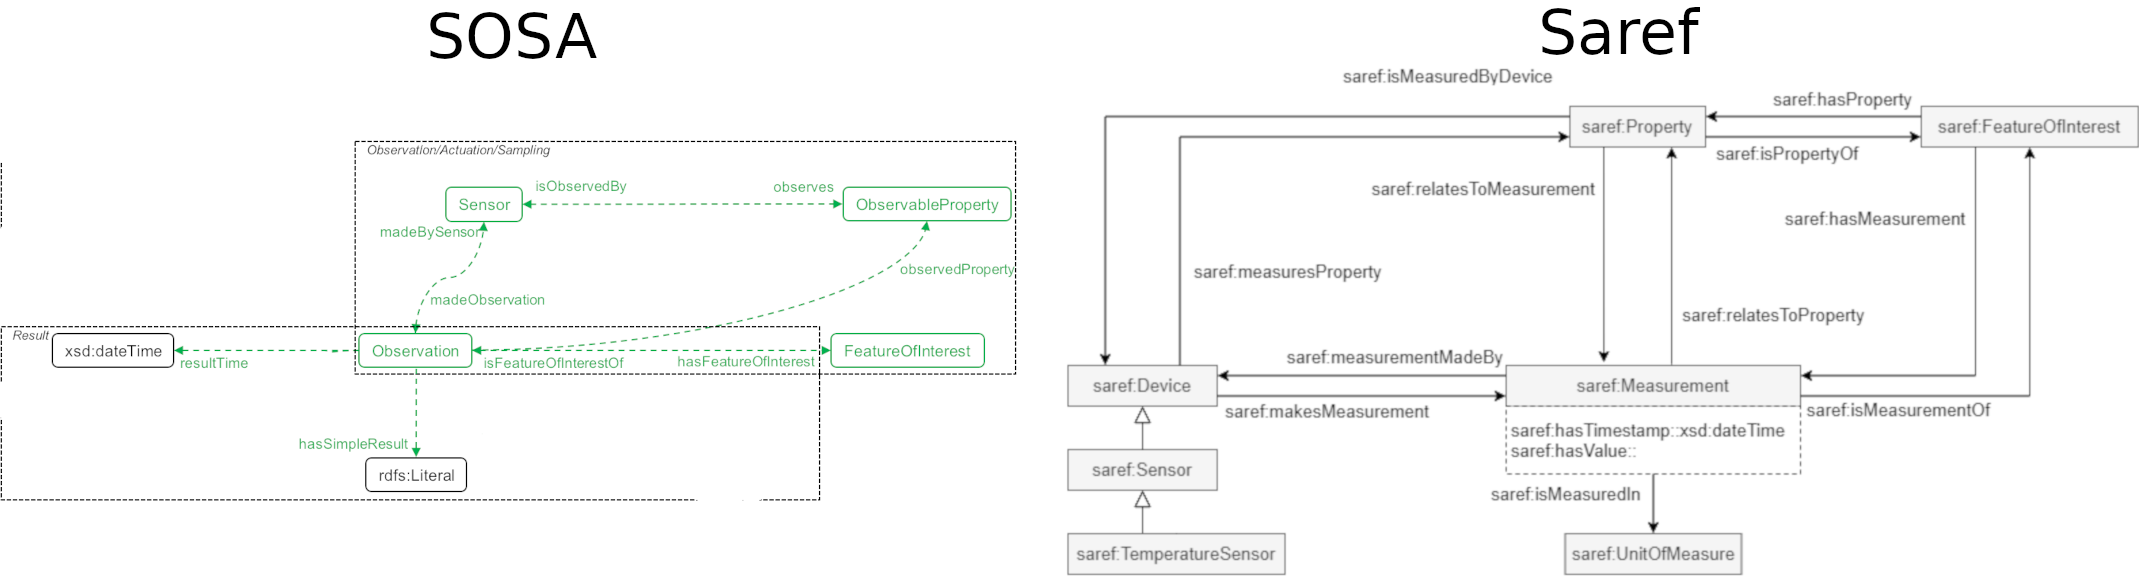 SOSA
Observation/Actuation/Sampling
isObservedBy
observes
Sensor
ObservableProperty
madeBySensor
observedProperty
madeObservation
Result
xsd:dateTime
Observation
FeatureOfInterest
resultTime
isFeatureOfInterestOf
hasFeatureOfInterest
hasSimpleResult
rdfs:Literal
Saref
saref:isMeasuredByDevice
saref:hasProperty
saref:Property
saref:FeatureOfInterest
saref:isPropertyOf
saref:relatesToMeasurement
saref:hasMeasurement
saref:measuresProperty
saref:relatesToProperty
saref:measurementMadeBy
saref:Device
saref:Measurement
saref:makesMeasurement
saref:isMeasurementOf
saref:hasTimestamp::xsd:dateTime
saref:hasValue::
saref:Sensor
saref:isMeasuredIn
saref:TemperatureSensor
saref:UnitOfMeasure